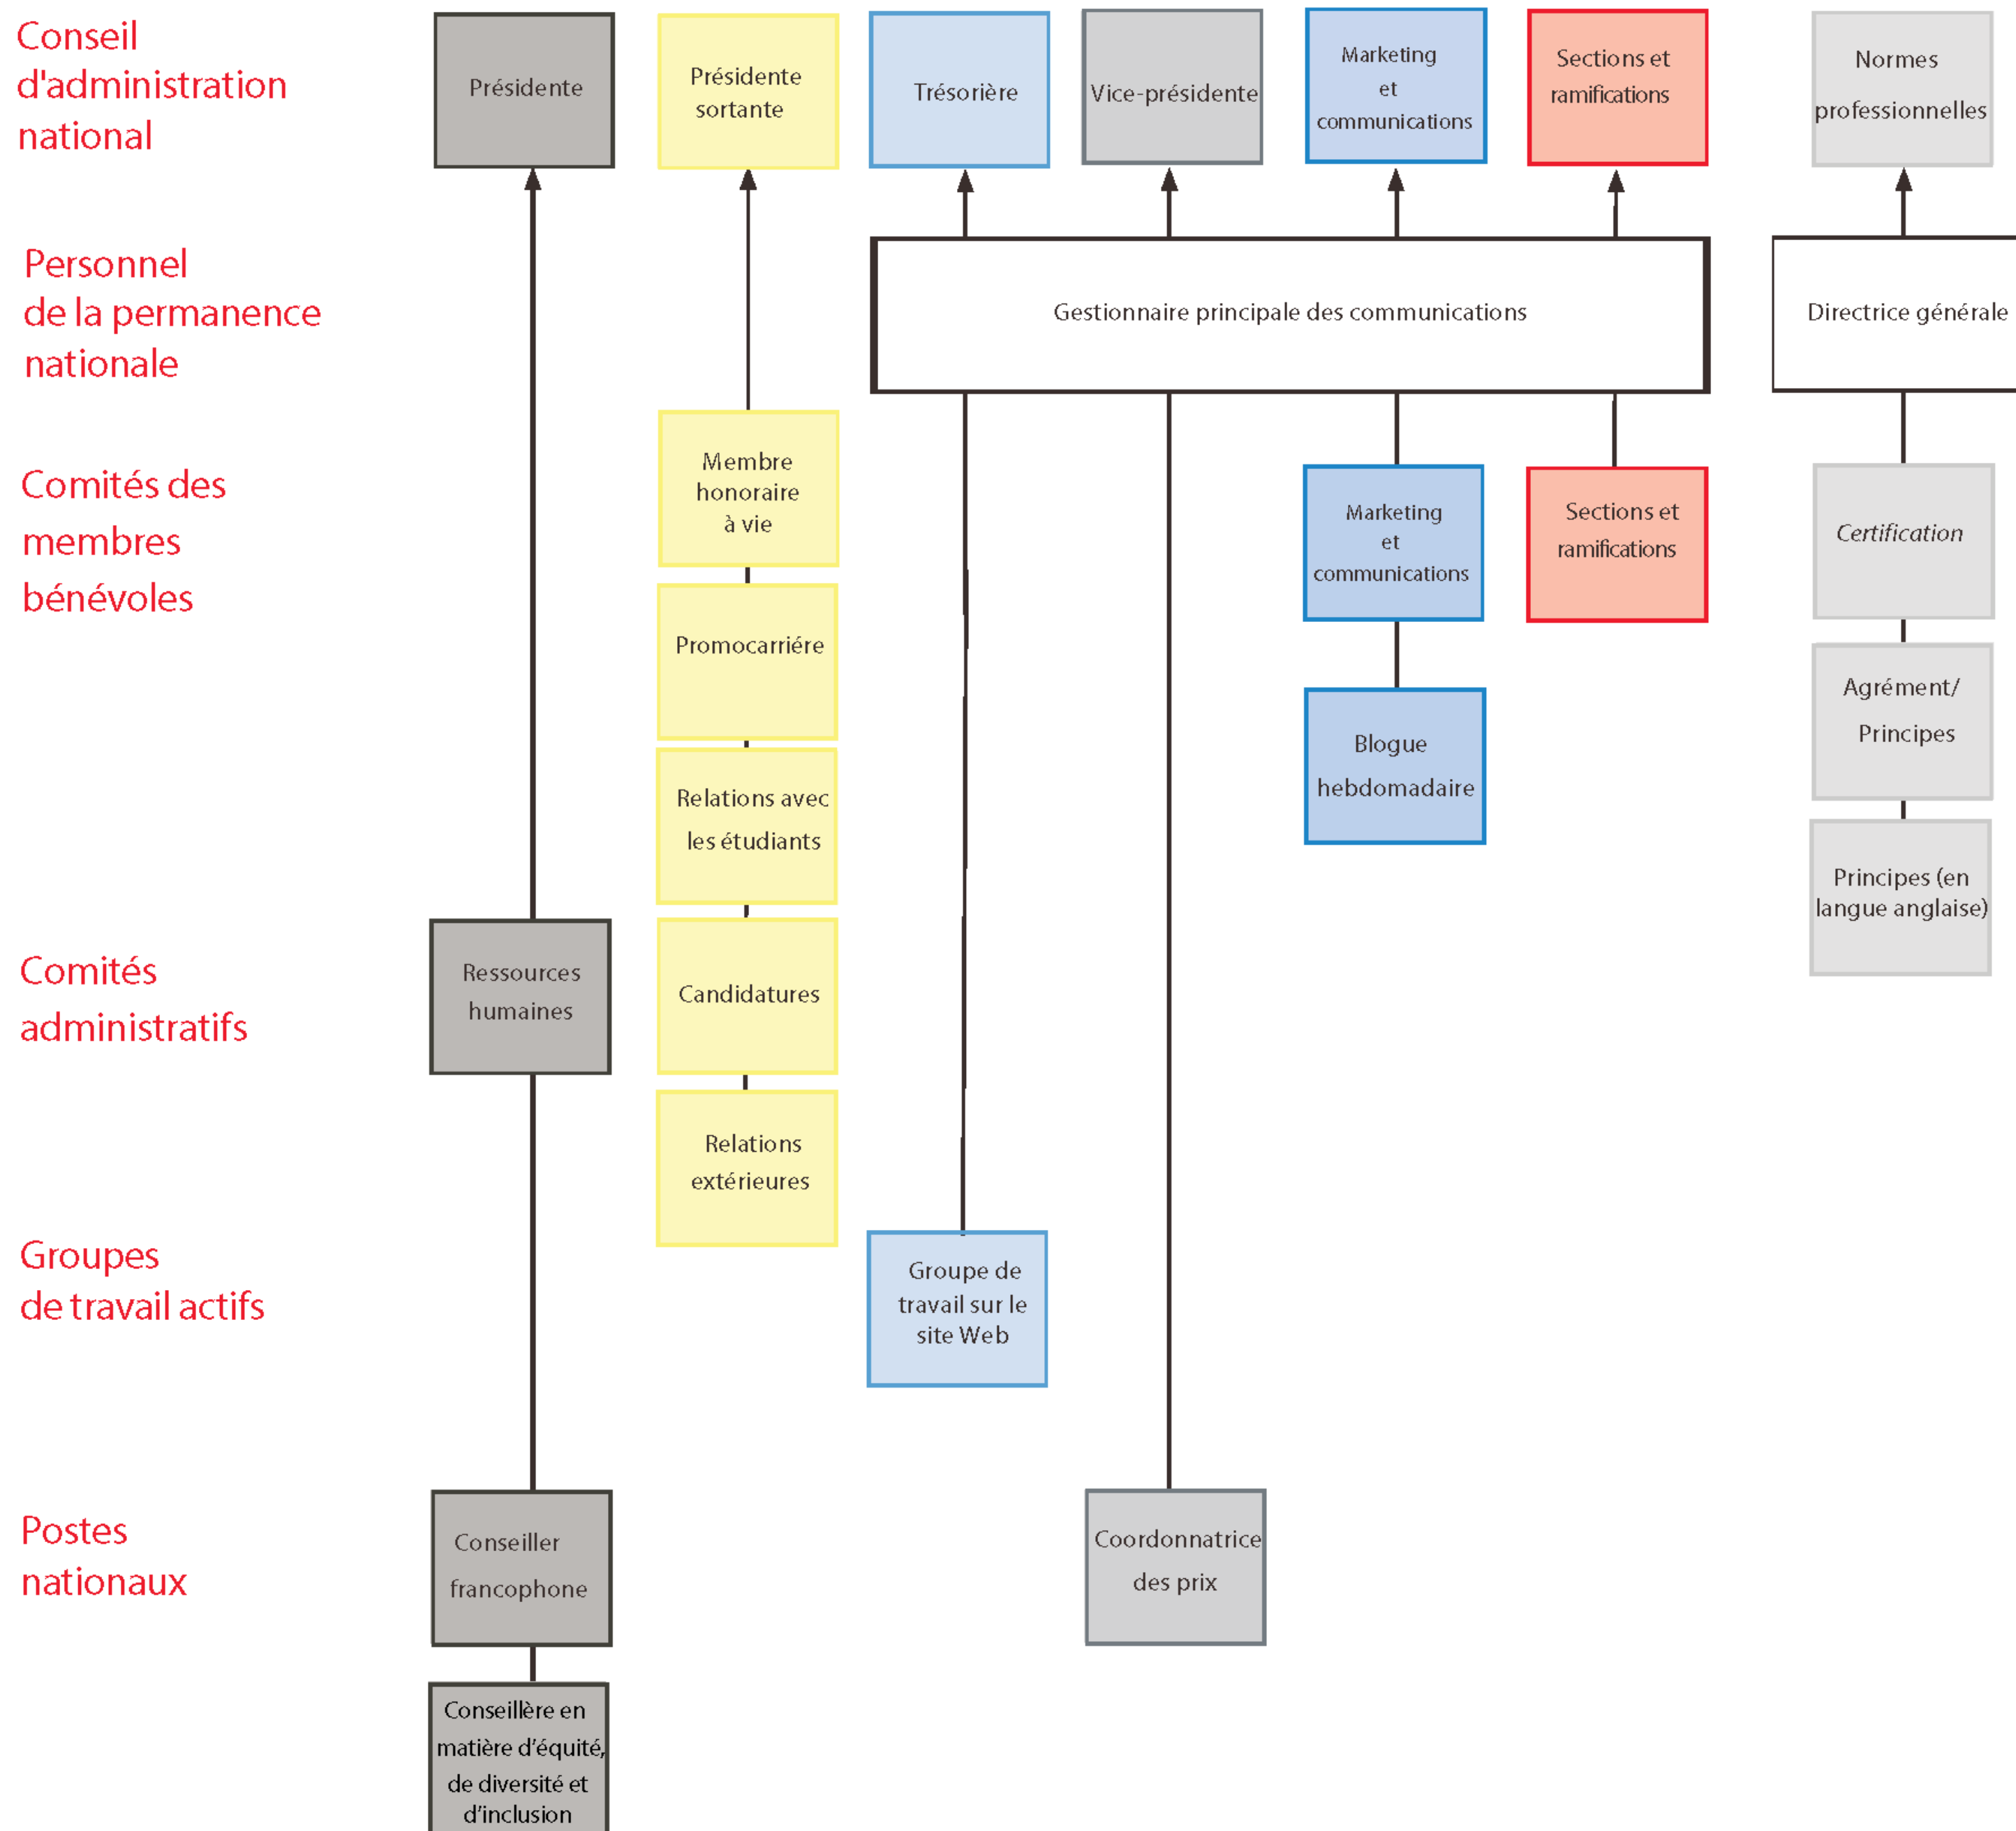 Conseil
d'administration
national
Présidente
Présidente
sortante
Trésorière
Vice-présidente
Marketing
et
communications
Sections et
ramifications
Normes
professionnelles
Personnel
de la permanence
nationale
Gestionnaire principale des communications
Directrice générale
Comités des
membres
bénévoles
Membre
honoraire
à vie
Marketing
et
communications
Sections et
ramifications
Certification
Promocarriére
Blogue
hebdomadaire
Agrément/
Principes
Relations avec
les étudiants
Principes (en
langue anglaise)
Comités
administratifs
Ressources
humaines
Candidatures
Relations
extérieures
Groupes
de travail actifs
Groupe de
travail sur le
site Web
Postes
nationaux
Conseiller
francophone
Coordonnatrice
des prix
Conseillère en
matière d'équité,
de diversité et
d'inclusion